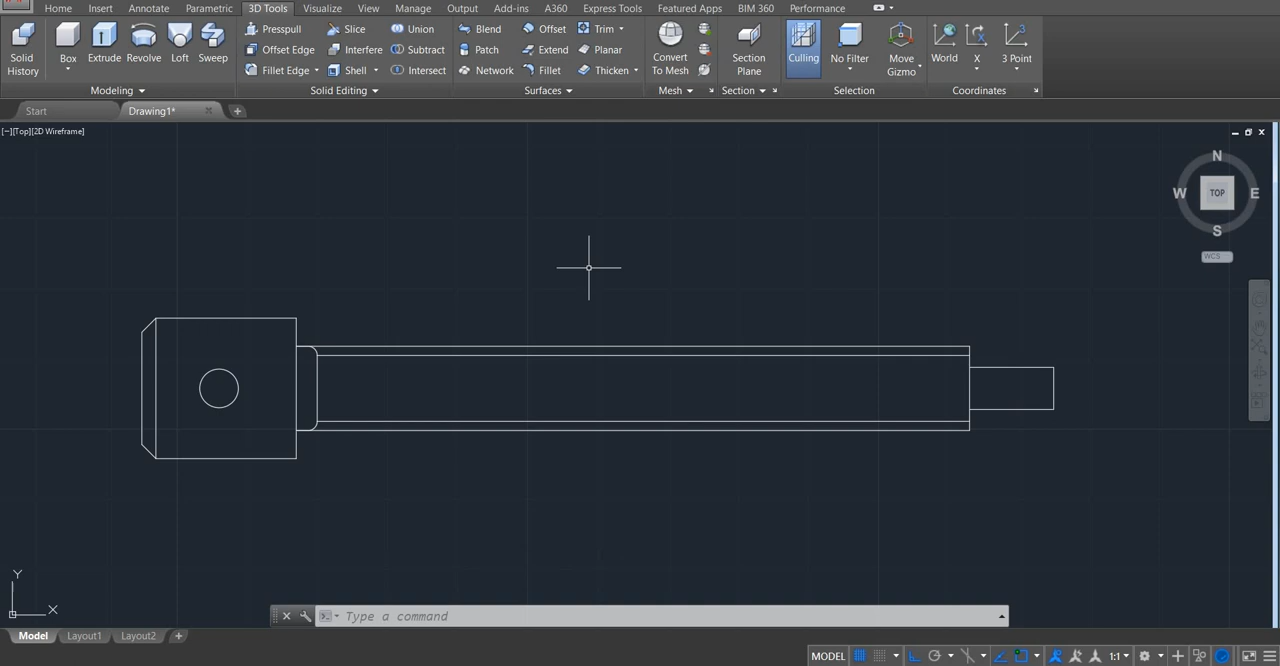 Home Insert Annotate Parametric 3D Tools Visualize View Manage Output Add-ins A360 Express Tools Featured Apps BIM 360 Performance
Solid History
Box
Extrude
Revolve
Loft
Sweep
Presspull
Offset Edge
Fillet Edge
Slice
Interfere
Shell
Union
Subtract
Intersect
Blend
Patch
Network
Offset
Extend
Fillet
Trim
Planar
Thicken
Convert
To Mesh
Section
Plane
Culling
No Filter
Move
Gizmo
World
X
3 Point
Modeling Solid Editing Surfaces Mesh Section Selection Coordinates
Start Drawing1*
[−][Top][2D Wireframe]
N
W TOP E
S
WCS
Y
X
Type a command
Model Layout1 Layout2
MODEL 1:1